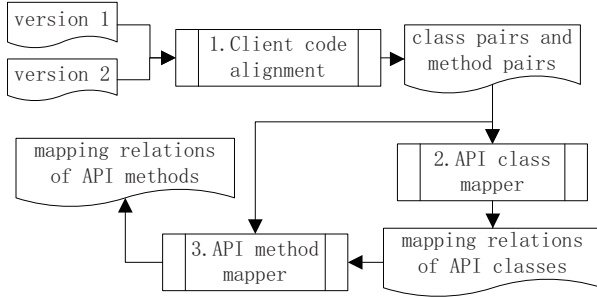 version 1
version 2
1.Client code
alignment
class pairs and
method pairs
mapping relations
of API methods
2.API class
mapper
3.API method
mapper
mapping relations
of API classes